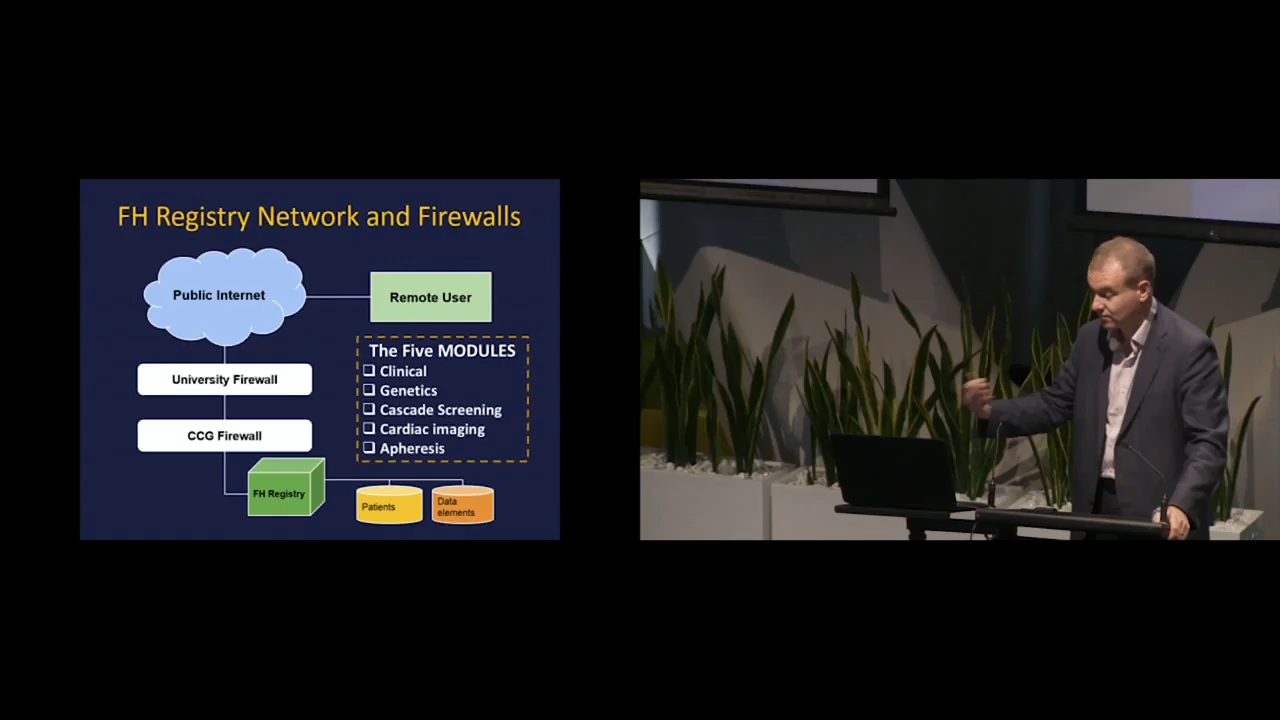 FH Registry Network and Firewalls
Public Internet
Remote User
The Five MODULES
Clinical
Genetics
Cascade Screening
Cardiac imaging
Apheresis
University Firewall
CCG Firewall
FH Registry
Patients
Data
elements